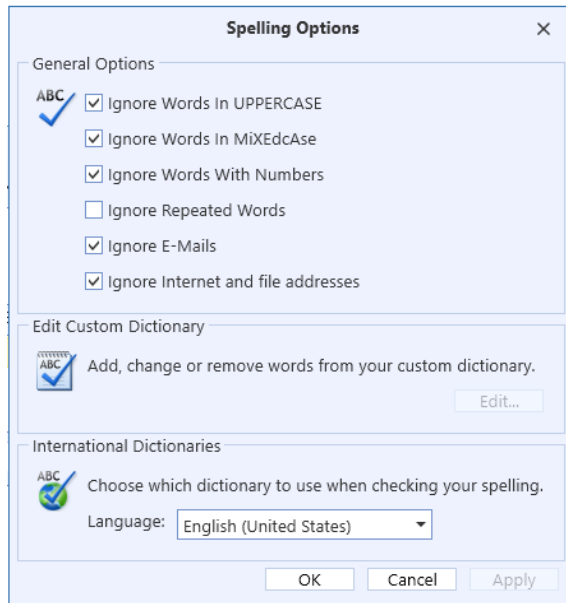 Spelling Options
General Options
ABC
Ignore Words In UPPERCASE
Ignore Words In MiXEdcAse
Ignore Words With Numbers
Ignore Repeated Words
Ignore E-Mails
Ignore Internet and file addresses
Edit Custom Dictionary
ABC
Add, change or remove words from your custom dictionary.
Edit...
International Dictionaries
ABC
Choose which dictionary to use when checking your spelling.
Language: English (United States)
OK Cancel Apply